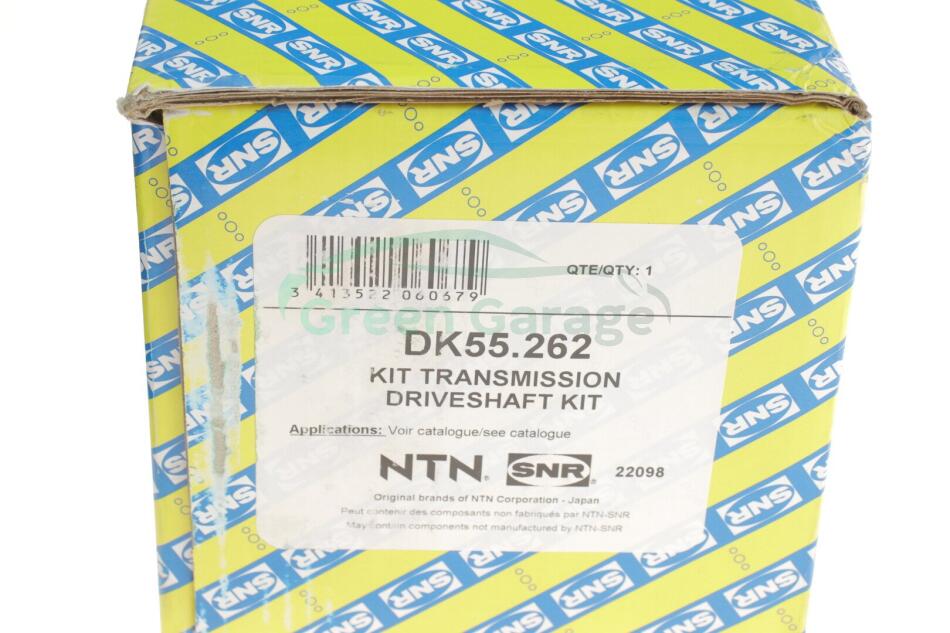 QTE/QTY: 1
3 413522 060679
Green Garage
DK55.262
KIT TRANSMISSION
DRIVESHAFT KIT
Applications: Voir catalogue/see catalogue
NTN® SNR® 22098
Original brands of NTN Corporation - Japan
Peut contenir des composants non fabriqués par NTN-SNR
May contain components not manufactured by NTN-SNR